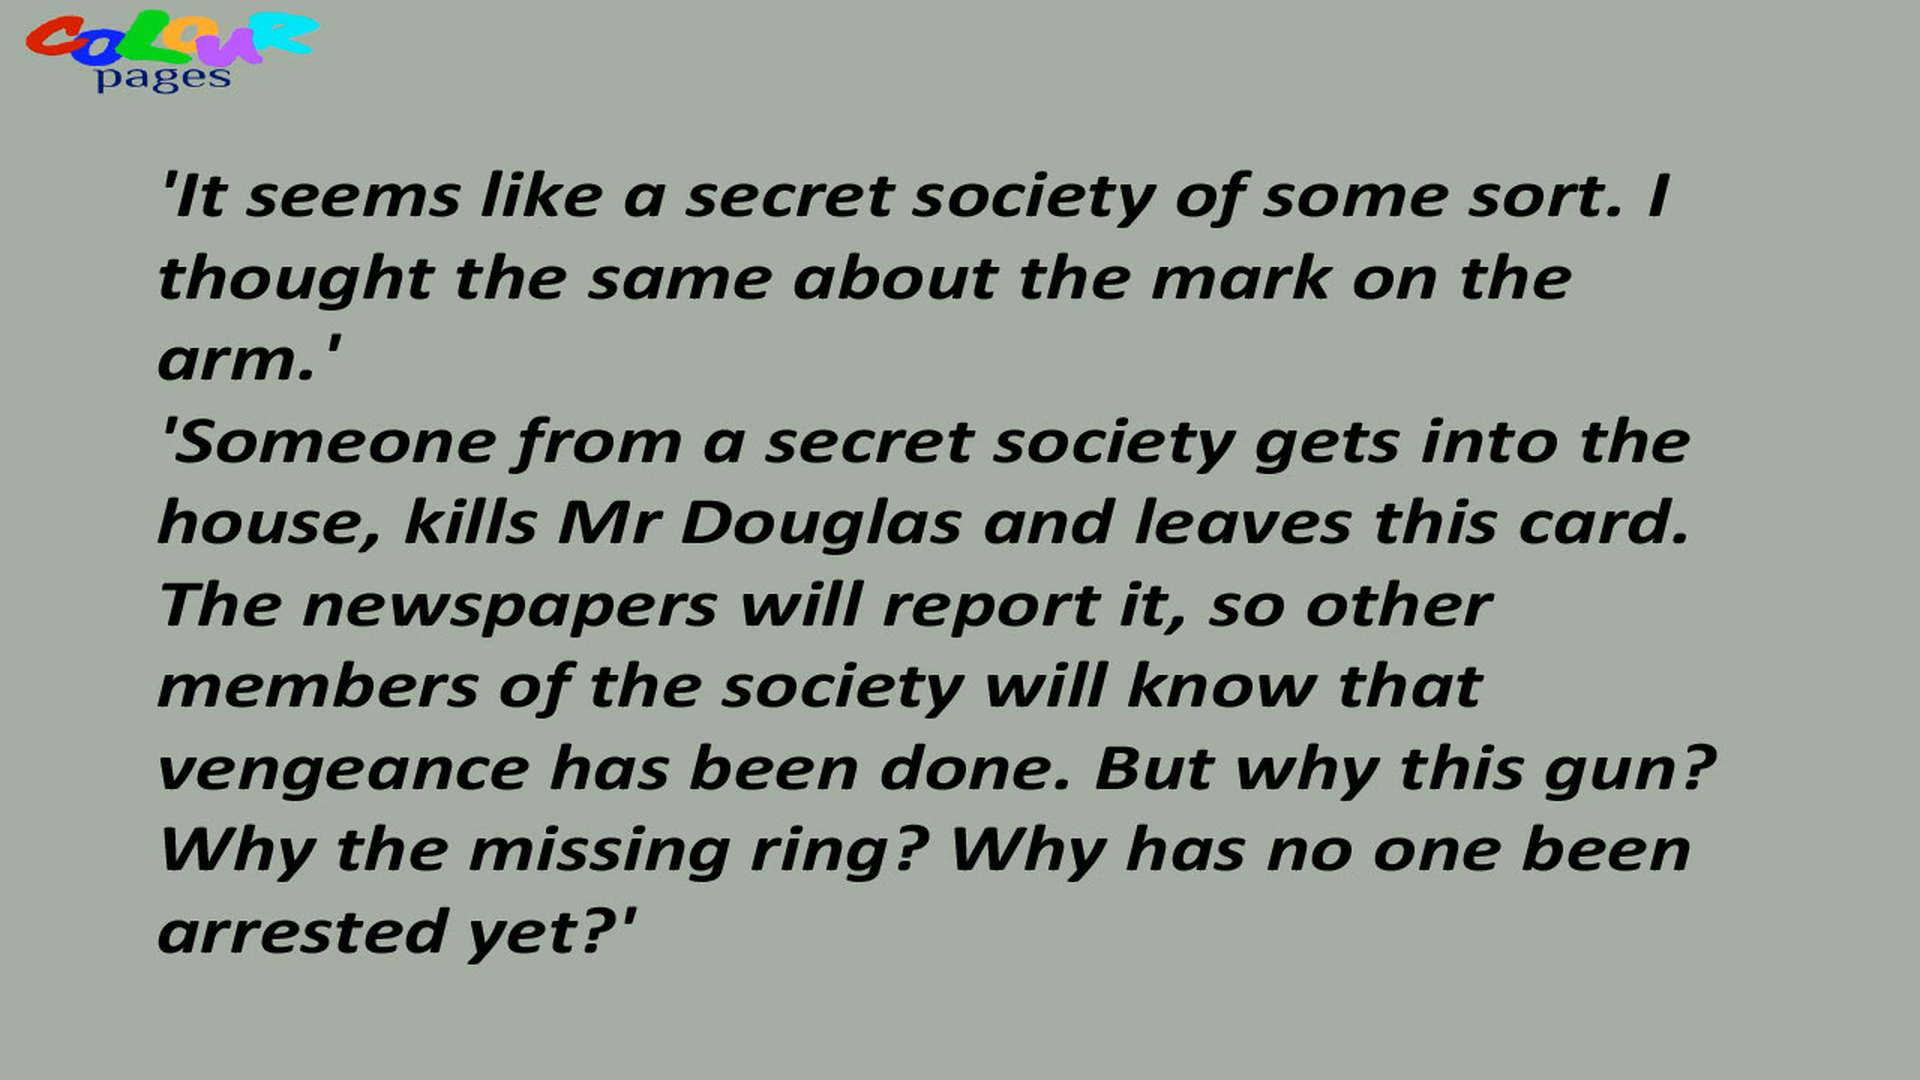 COLOUR
pages
'It seems like a secret society of some sort. I
thought the same about the mark on the
arm.'
'Someone from a secret society gets into the
house, kills Mr Douglas and leaves this card.
The newspapers will report it, so other
members of the society will know that
vengeance has been done. But why this gun?
Why the missing ring? Why has no one been
arrested yet?'